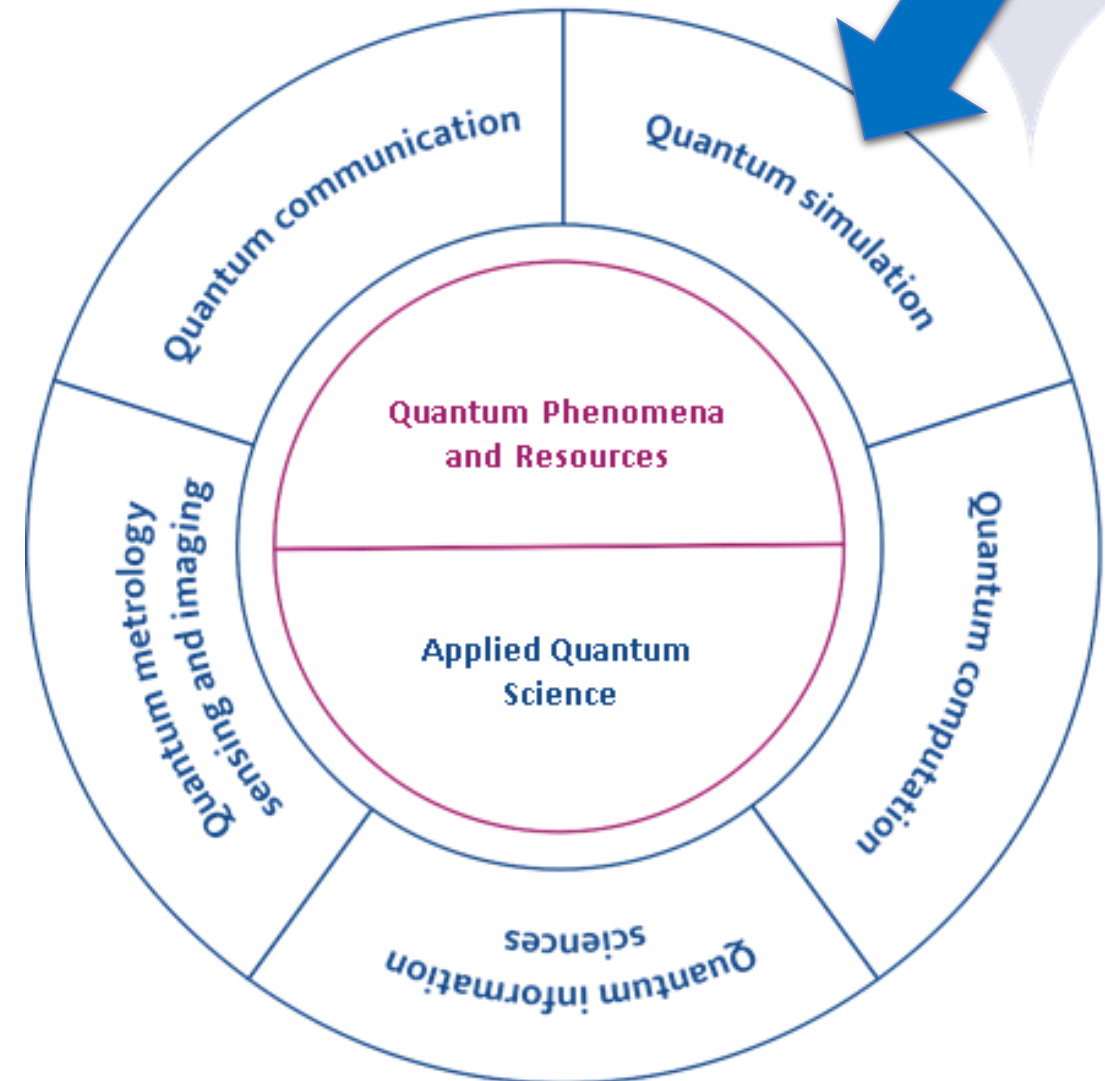 Quantum communication
Quantum simulation
Quantum Phenomena
and Resources
Applied Quantum
Science
Quantum metrology
sensing and imaging
Quantum computation
Quantum information
sciences